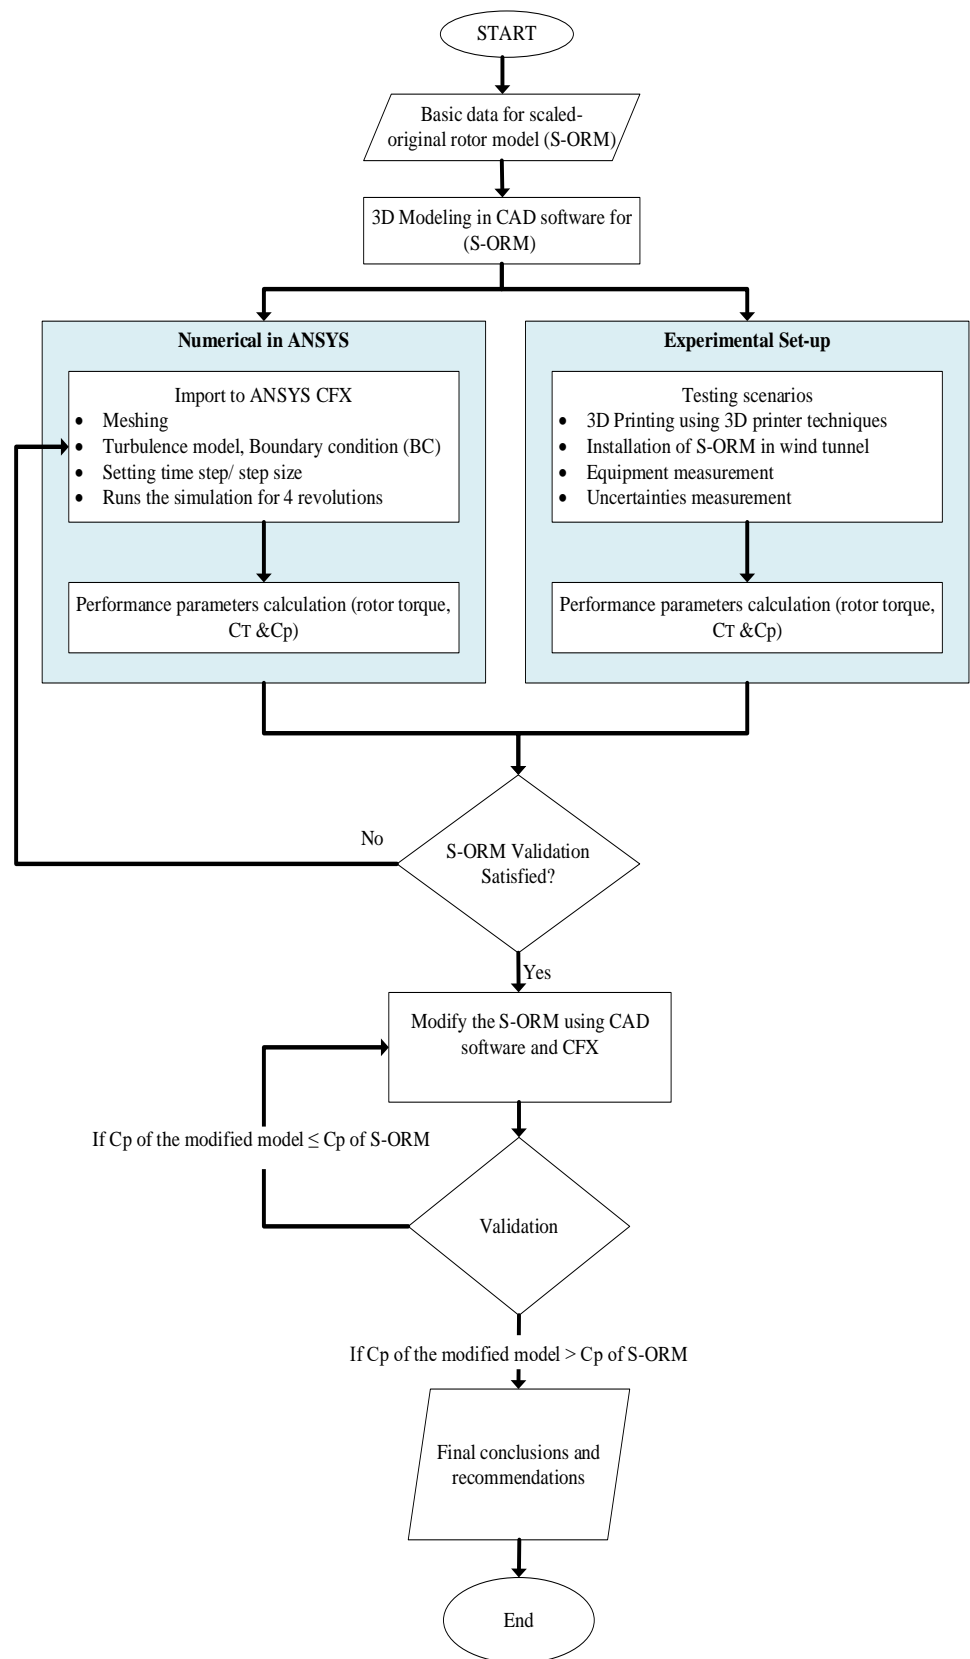 START
Basic data for scaled-
original rotor model (S-ORM)
3D Modeling in CAD software for
(S-ORM)
Numerical in ANSYS
Import to ANSYS CFX
• Meshing
• Turbulence model, Boundary condition (BC)
• Setting time step/ step size
• Runs the simulation for 4 revolutions
Performance parameters calculation (rotor torque,
CT &Cp)
Experimental Set-up
Testing scenarios
• 3D Printing using 3D printer techniques
• Installation of S-ORM in wind tunnel
• Equipment measurement
• Uncertainties measurement
Performance parameters calculation (rotor torque,
CT &Cp)
No
S-ORM Validation
Satisfied?
Yes
Modify the S-ORM using CAD
software and CFX
If Cp of the modified model ≤ Cp of S-ORM
Validation
If Cp of the modified model > Cp of S-ORM
Final conclusions and
recommendations
End